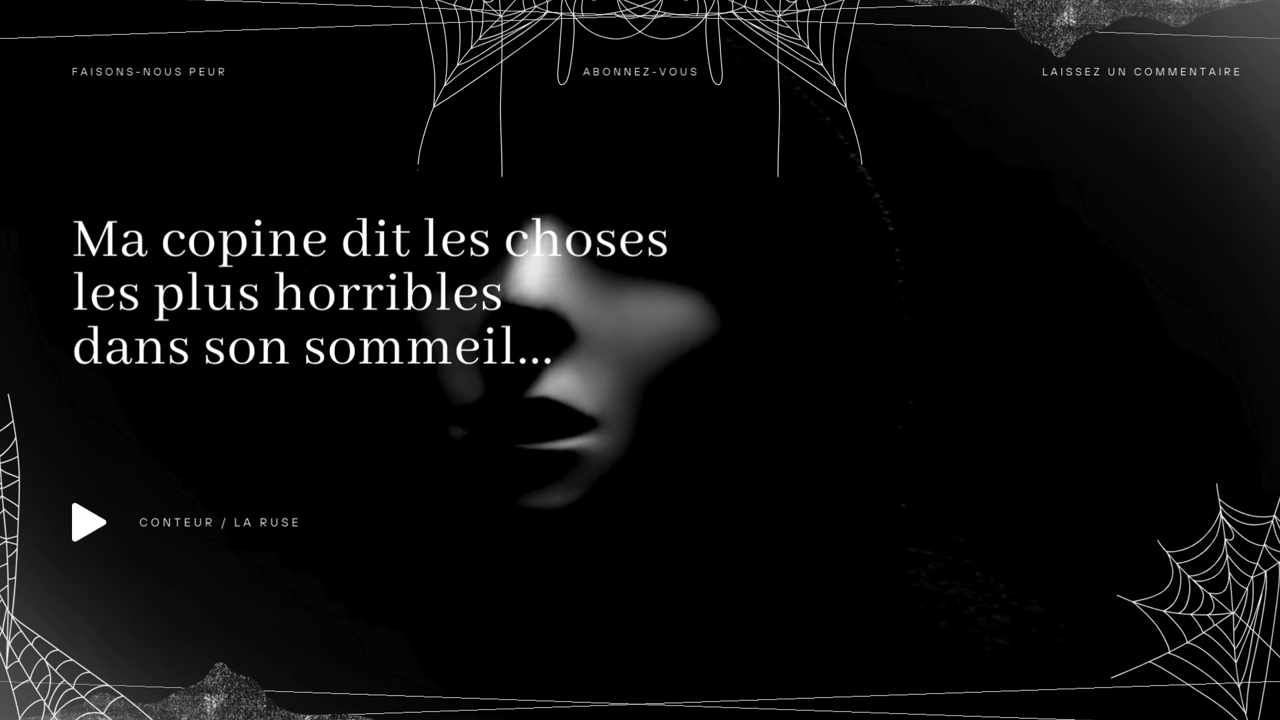 FAISONS-NOUS PEUR
ABONNEZ-VOUS
LAISSEZ UN COMMENTAIRE
Ma copine dit les choses
les plus horribles
dans son sommeil...
CONTEUR / LA RUSE